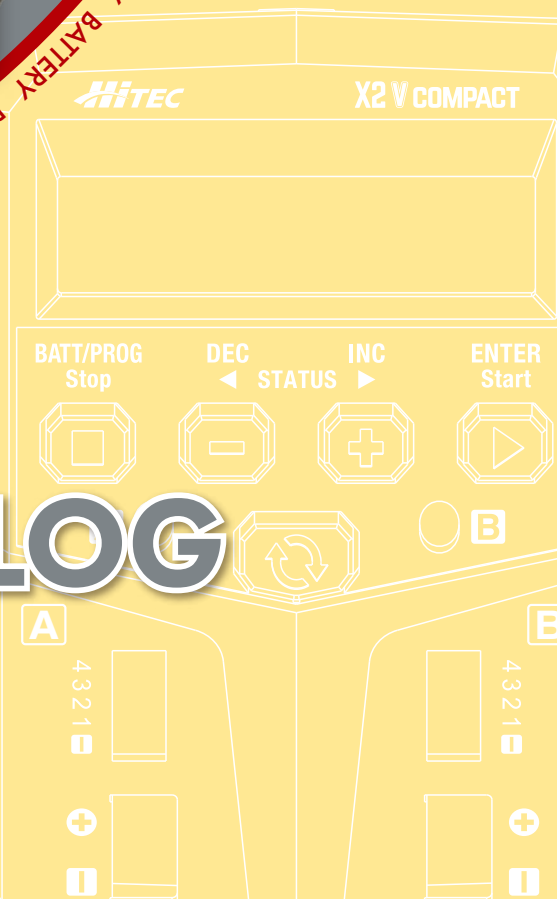 BATTERY
HiTEC X2 V COMPACT
BATT/PROG DEC INC ENTER
Stop ◀ STATUS ▶ Start
LOG
B
A B
4 3 2 1 4 3 2 1